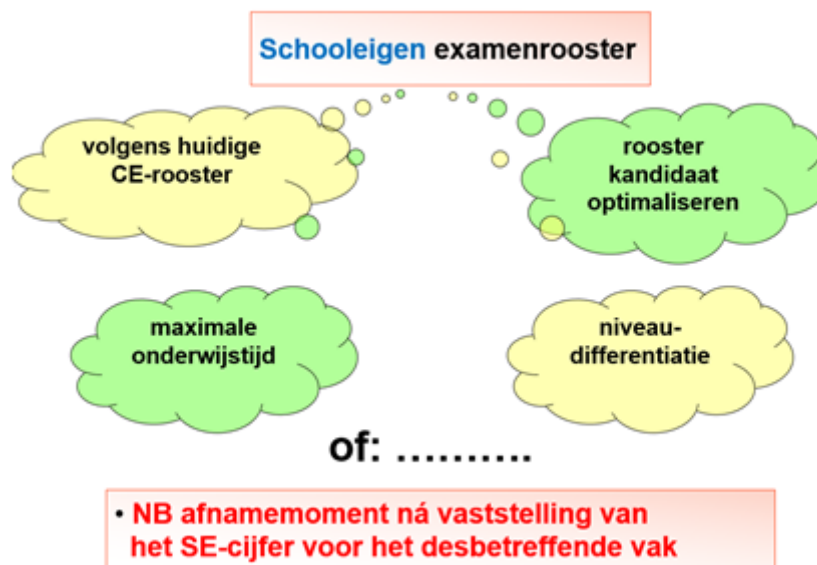 Schooleigen examenrooster
volgens huidige
CE-rooster
rooster
kandidaat
optimaliseren
maximale
onderwijstijd
niveau-
differentiatie
of: ……….
• NB afnamemoment ná vaststelling van
het SE-cijfer voor het desbetreffende vak